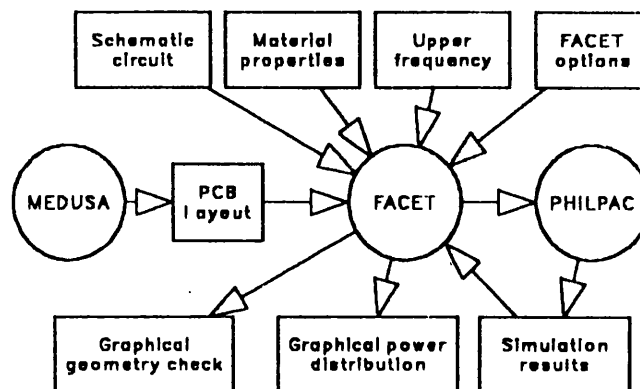 Schematic
circuit
Material
properties
Upper
frequency
FACET
options
MEDUSA
PCB
layout
FACET
PHILPAC
Graphical
geometry check
Graphical power
distribution
Simulation
results